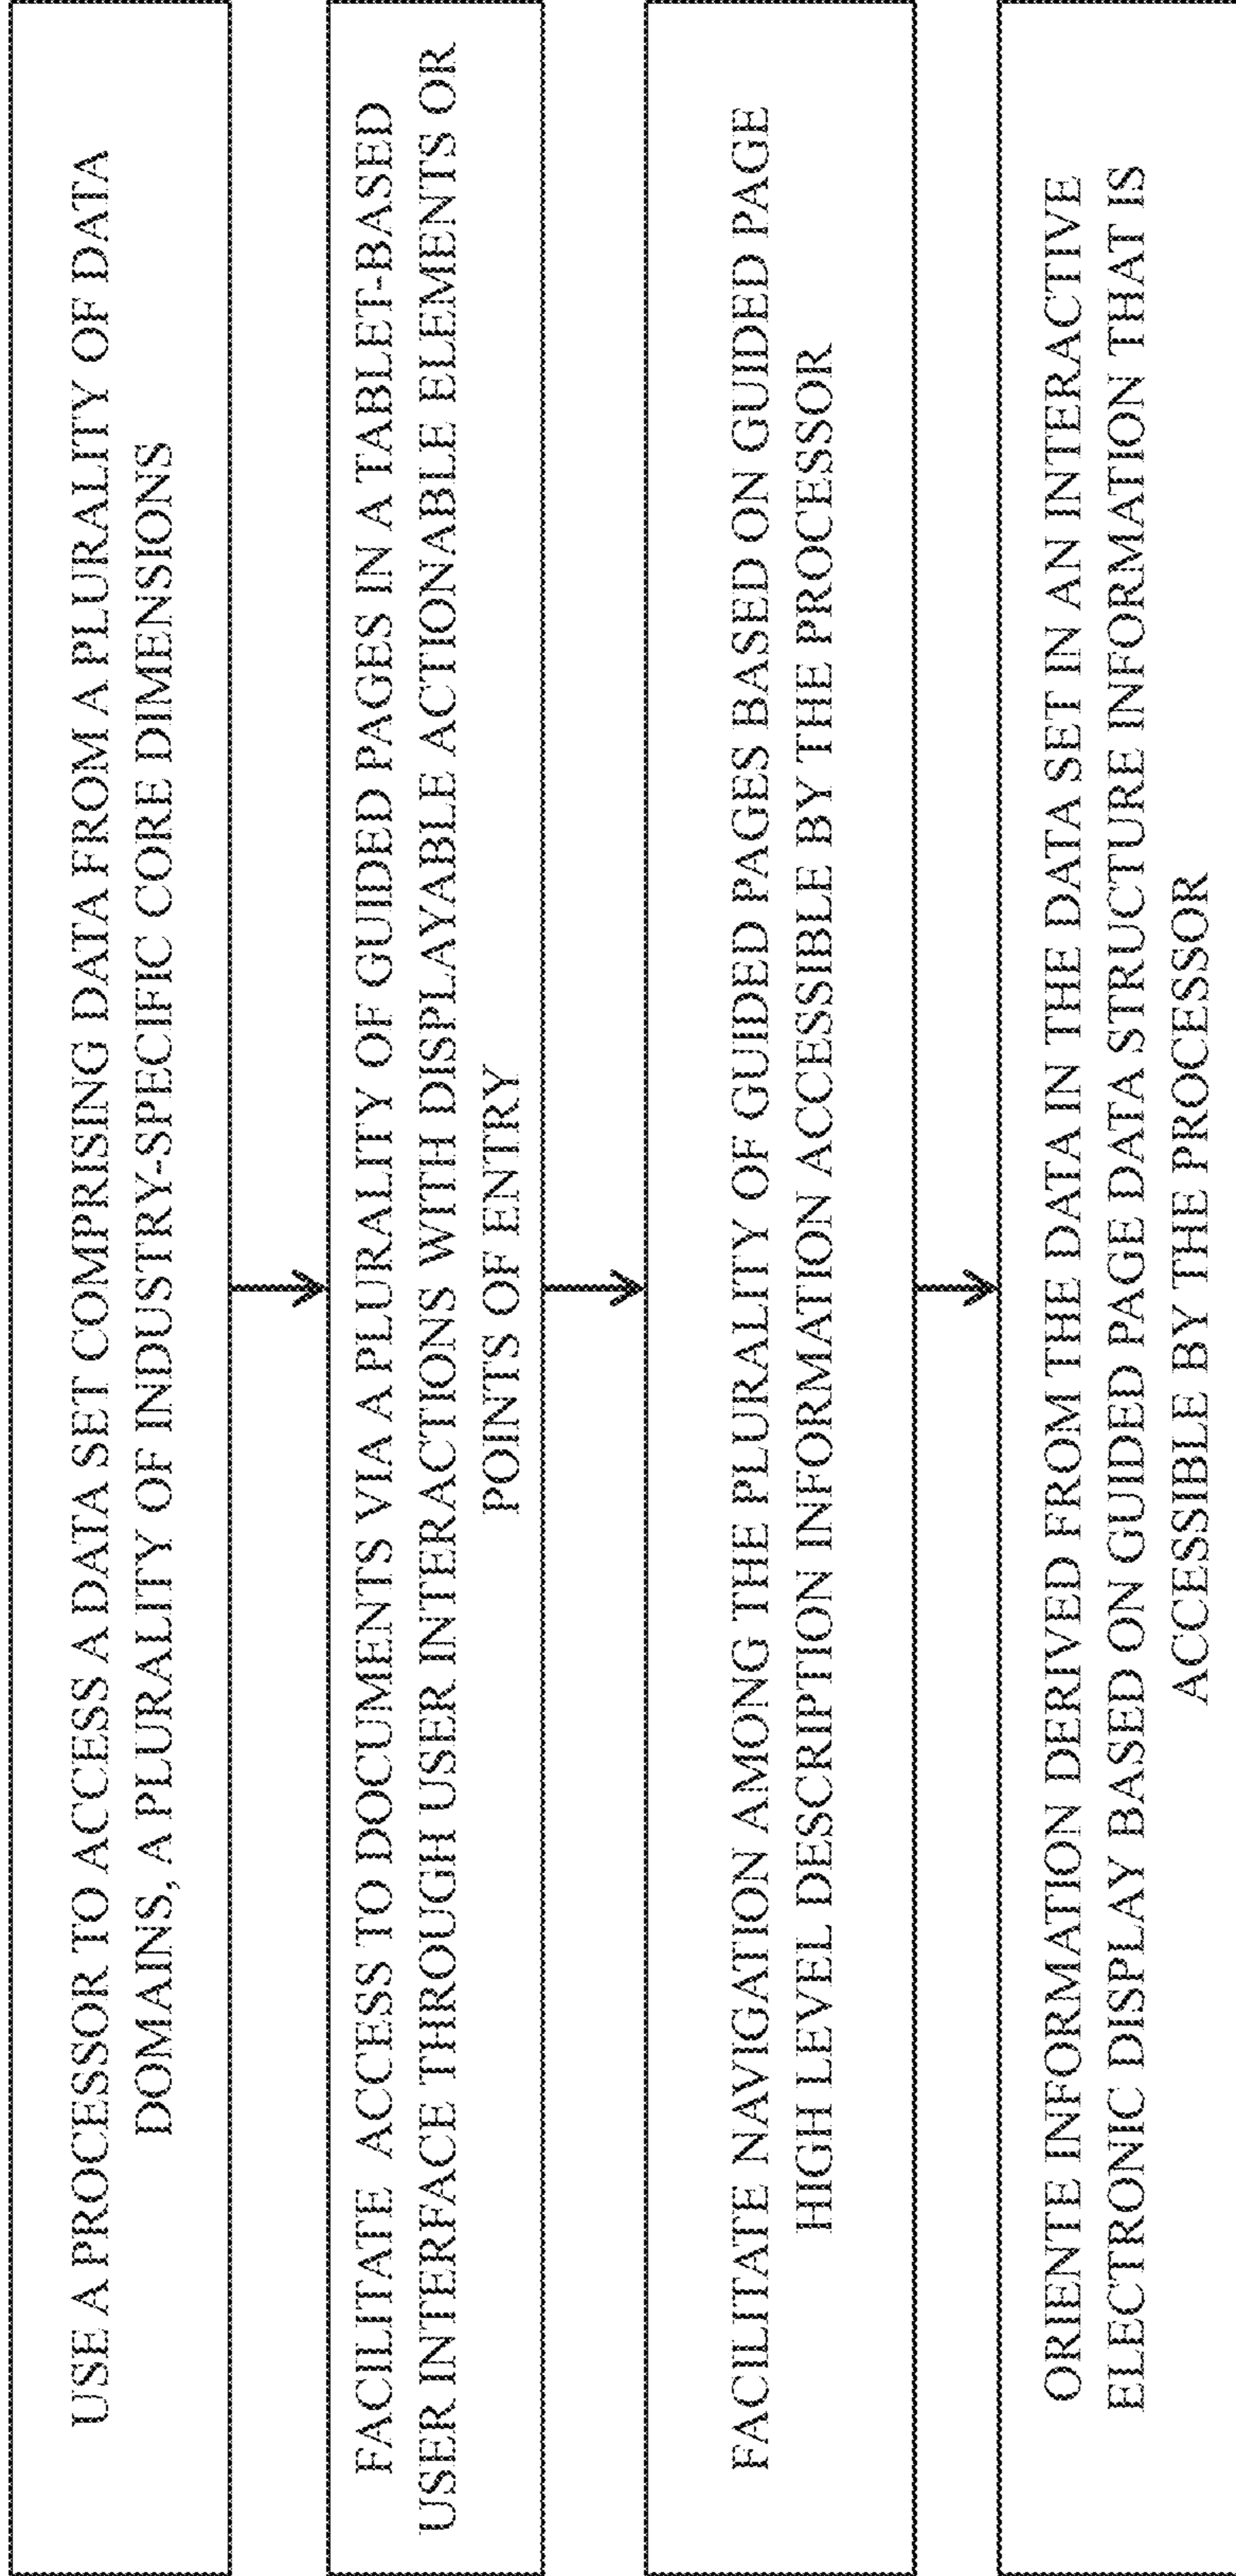 USE A PROCESSOR TO ACCESS A DATA SET COMPRISING DATA FROM A PLURALITY OF DATA
DOMAINS, A PLURALITY OF INDUSTRY-SPECIFIC CORE DIMENSIONS
FACILITATE ACCESS TO DOCUMENTS VIA A PLURALITY OF GUIDED PAGES IN A TABLET-BASED
USER INTERFACE THROUGH USER INTERACTIONS WITH DISPLAYABLE ACTIONABLE ELEMENTS OR
POINTS OF ENTRY
FACILITATE NAVIGATION AMONG THE PLURALITY OF GUIDED PAGES BASED ON GUIDED PAGE
HIGH LEVEL DESCRIPTION INFORMATION ACCESSIBLE BY THE PROCESSOR
ORIENTE INFORMATION DERIVED FROM THE DATA IN THE DATA SET IN AN INTERACTIVE
ELECTRONIC DISPLAY BASED ON GUIDED PAGE DATA STRUCTURE INFORMATION THAT IS
ACCESSIBLE BY THE PROCESSOR